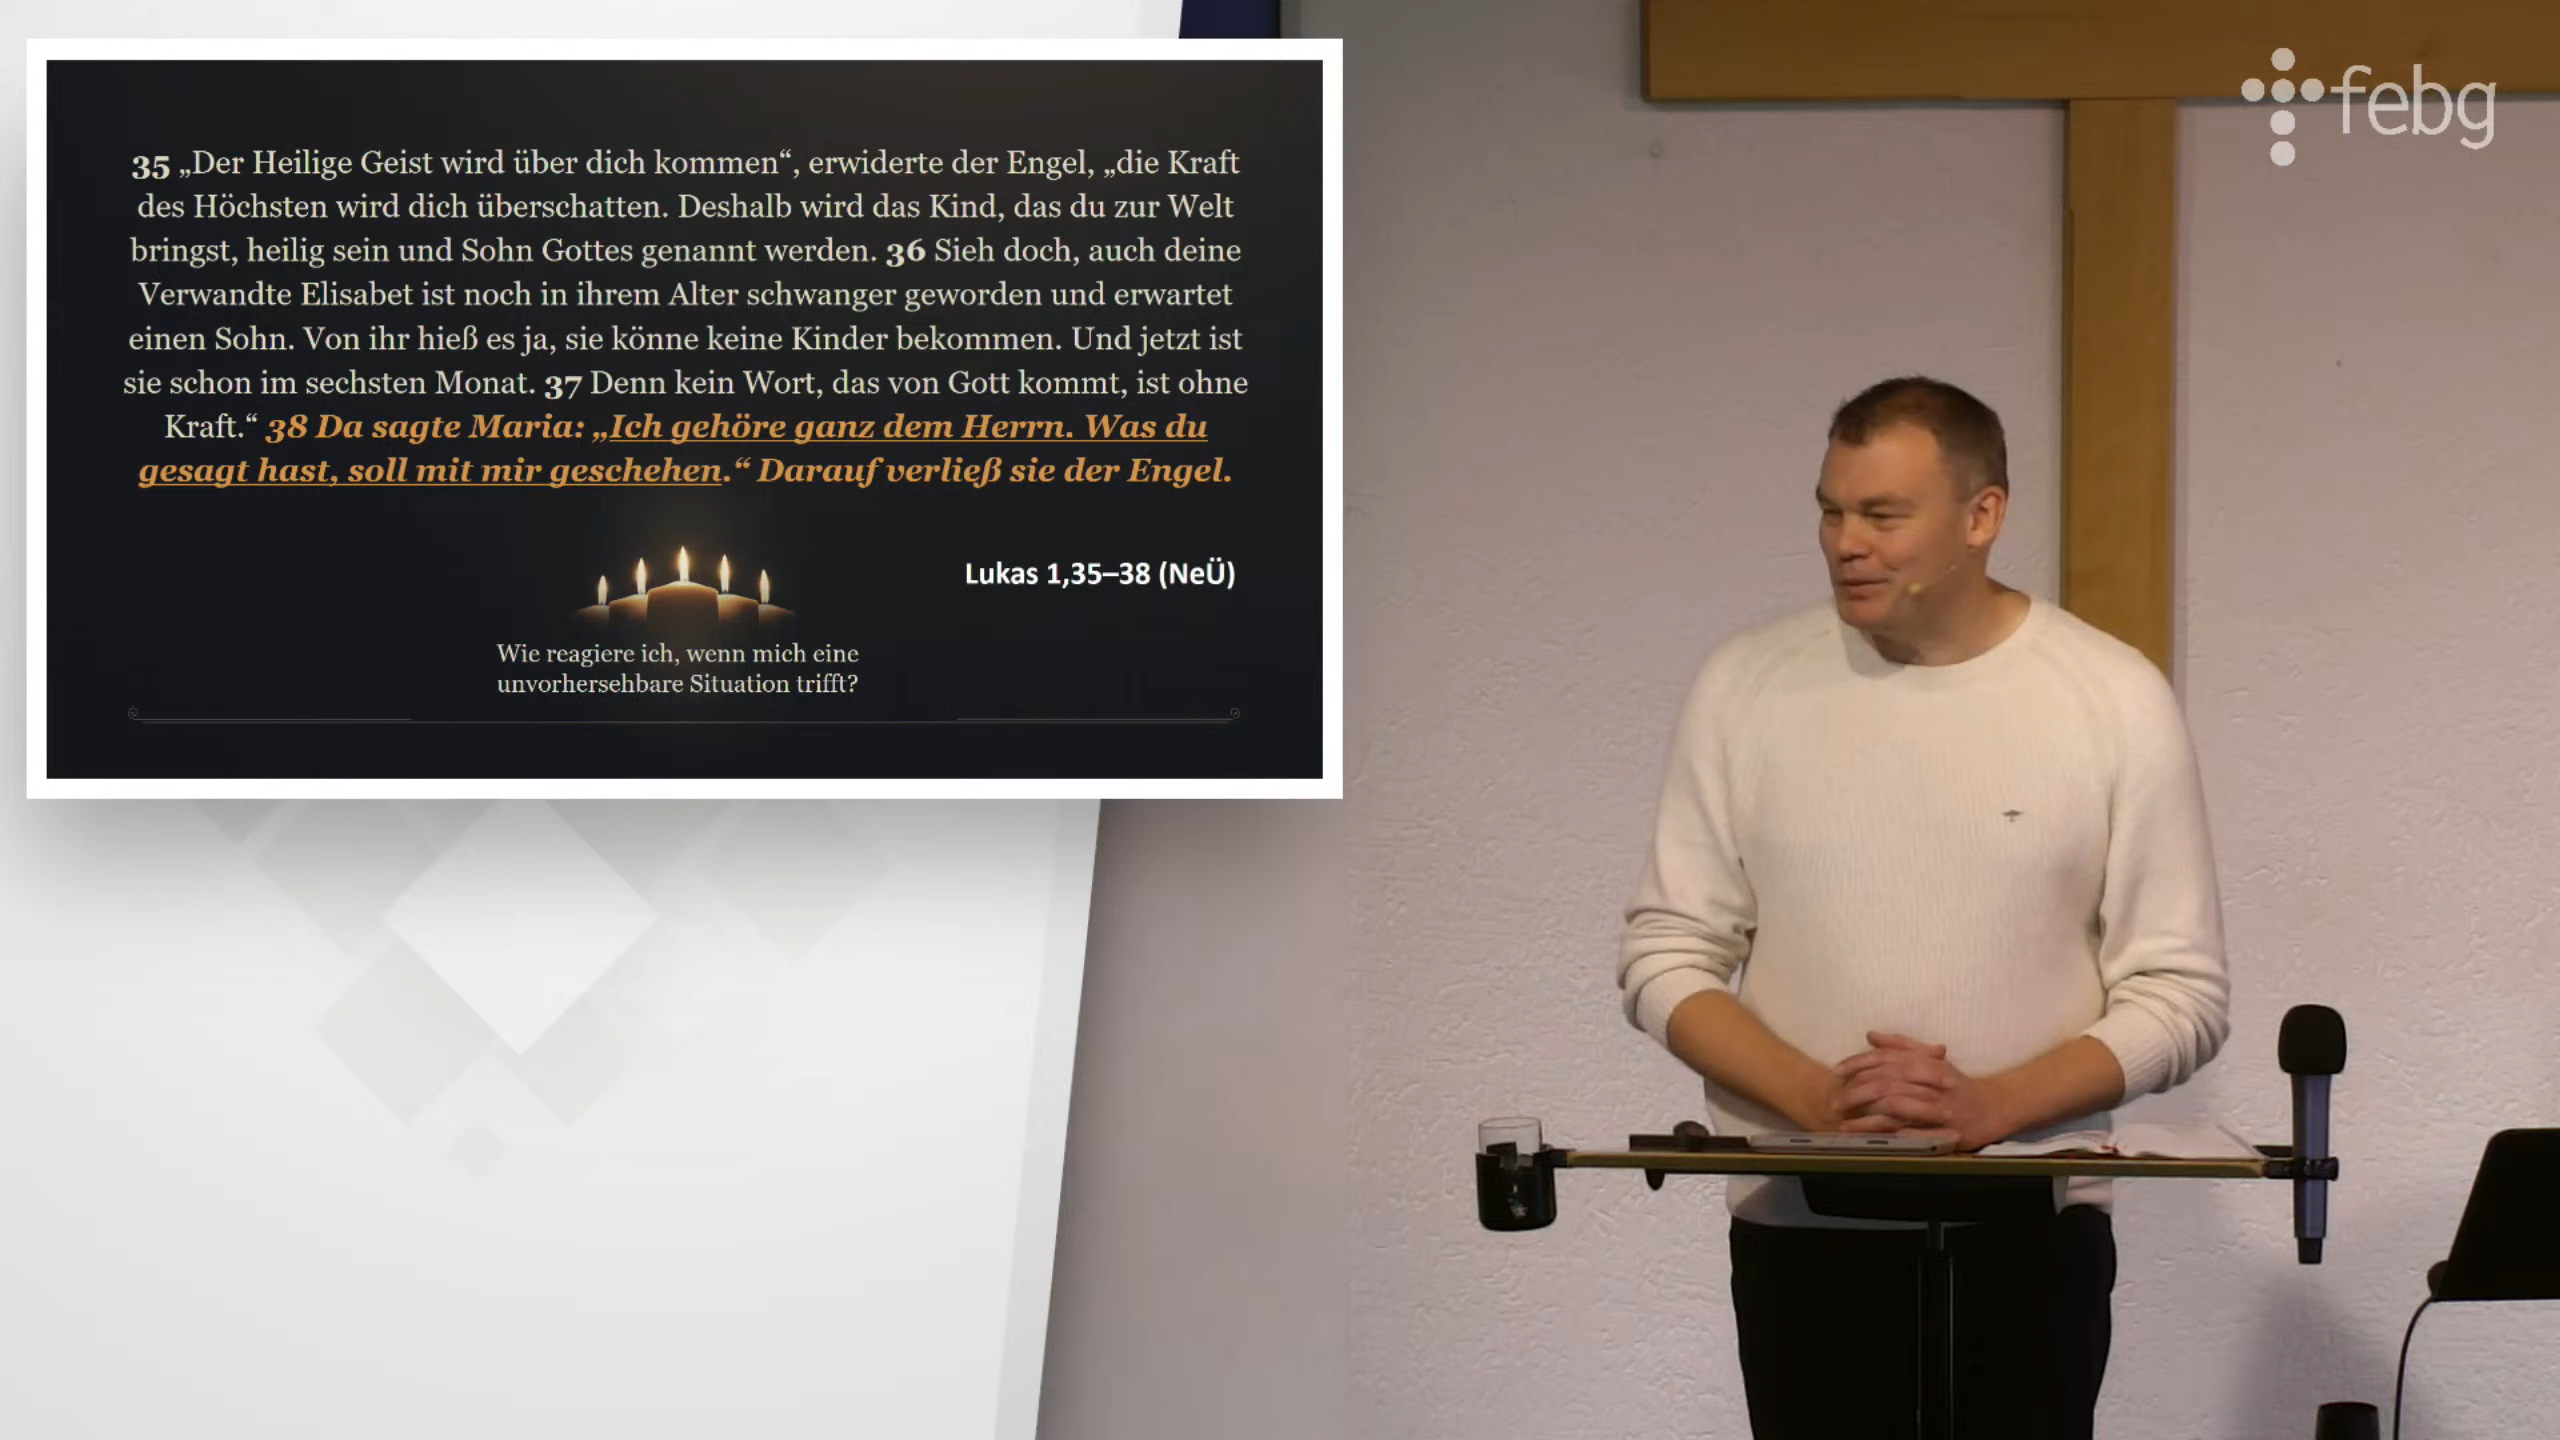 35 „Der Heilige Geist wird über dich kommen“, erwiderte der Engel, „die Kraft
des Höchsten wird dich überschatten. Deshalb wird das Kind, das du zur Welt
bringst, heilig sein und Sohn Gottes genannt werden. 36 Sieh doch, auch deine
Verwandte Elisabet ist noch in ihrem Alter schwanger geworden und erwartet
einen Sohn. Von ihr hieß es ja, sie könne keine Kinder bekommen. Und jetzt ist
sie schon im sechsten Monat. 37 Denn kein Wort, das von Gott kommt, ist ohne
Kraft.“ 38 Da sagte Maria: „Ich gehöre ganz dem Herrn. Was du
gesagt hast, soll mit mir geschehen.“ Darauf verließ sie der Engel.
Lukas 1,35–38 (NeÜ)
Wie reagiere ich, wenn mich eine
unvorhersehbare Situation trifft?
febg